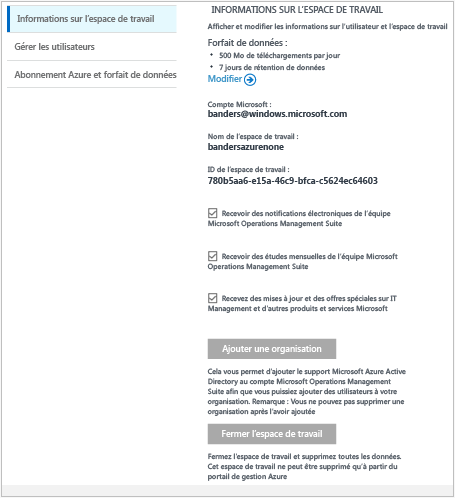 Informations sur l'espace de travail
Gérer les utilisateurs
Abonnement Azure et forfait de données
INFORMATIONS SUR L'ESPACE DE TRAVAIL
Afficher et modifier les informations sur l'utilisateur et l'espace de travail
Forfait de données :
• 500 Mo de téléchargements par jour
• 7 jours de rétention de données
Modifier
Compte Microsoft :
banders@windows.microsoft.com
Nom de l'espace de travail :
bandersazurenone
ID de l'espace de travail :
780b5aa6-e15a-46c9-bfca-c5624ec64603
Recevoir des notifications électroniques de l'équipe
Microsoft Operations Management Suite
Recevoir des études mensuelles de l'équipe Microsoft
Operations Management Suite
Recevez des mises à jour et des offres spéciales sur IT
Management et d'autres produits et services Microsoft
Ajouter une organisation
Cela vous permet d'ajouter le support Microsoft Azure Active
Directory au compte Microsoft Operations Management
Suite afin que vous puissiez ajouter des utilisateurs à votre
organisation. Remarque : Vous ne pouvez pas supprimer une
organisation après l'avoir ajoutée
Fermer l'espace de travail
Fermez l'espace de travail et supprimez toutes les données.
Cet espace de travail ne peut être supprimé qu'à partir du
portail de gestion Azure